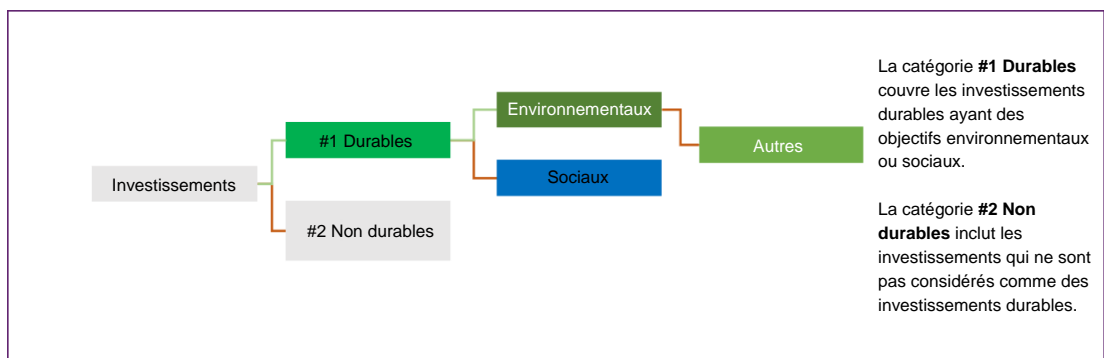 Investissements
#1 Durables
#2 Non durables
Environnementaux
Sociaux
Autres
La catégorie #1 Durables
couvre les investissements
durables ayant des
objectifs environnementaux
ou sociaux.
La catégorie #2 Non
durables inclut les
investissements qui ne sont
pas considérés comme des
investissements durables.